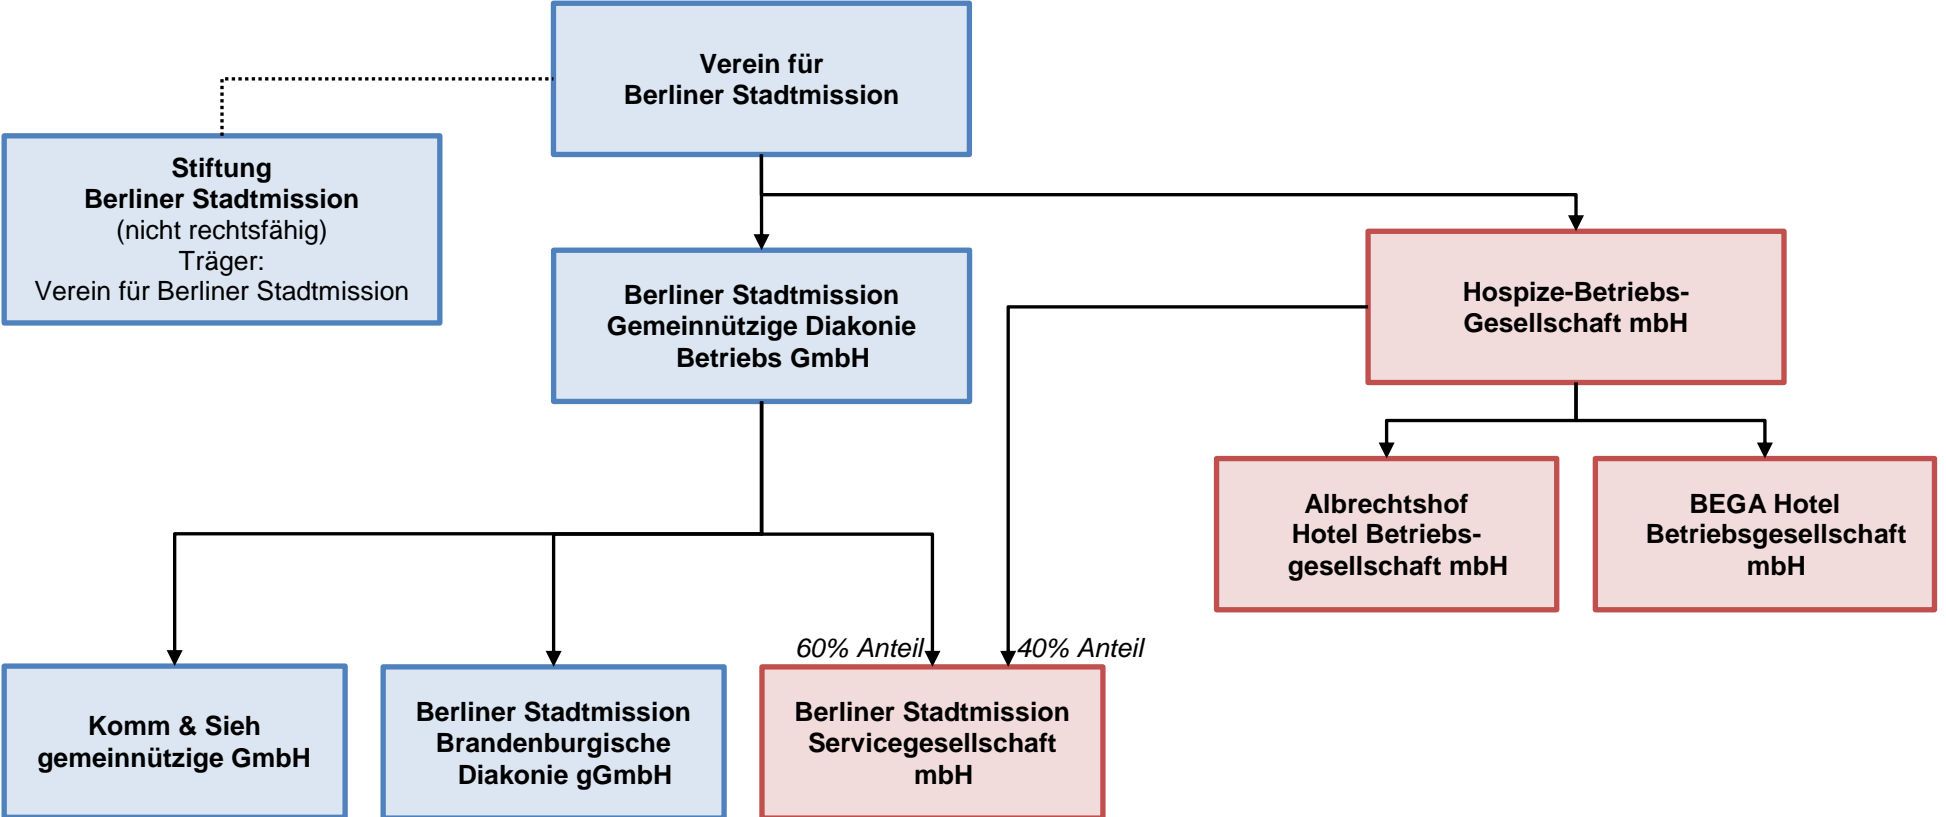 Verein für
Berliner Stadtmission
Stiftung
Berliner Stadtmission
(nicht rechtsfähig)
Träger:
Verein für Berliner Stadtmission
Berliner Stadtmission
Gemeinnützige Diakonie
Betriebs GmbH
Hospize-Betriebs-
Gesellschaft mbH
Albrechtshof
Hotel Betriebs-
gesellschaft mbH
BEGA Hotel
Betriebsgesellschaft
mbH
60% Anteil
40% Anteil
Komm & Sieh
gemeinnützige GmbH
Berliner Stadtmission
Brandenburgische
Diakonie gGmbH
Berliner Stadtmission
Servicegesellschaft
mbH